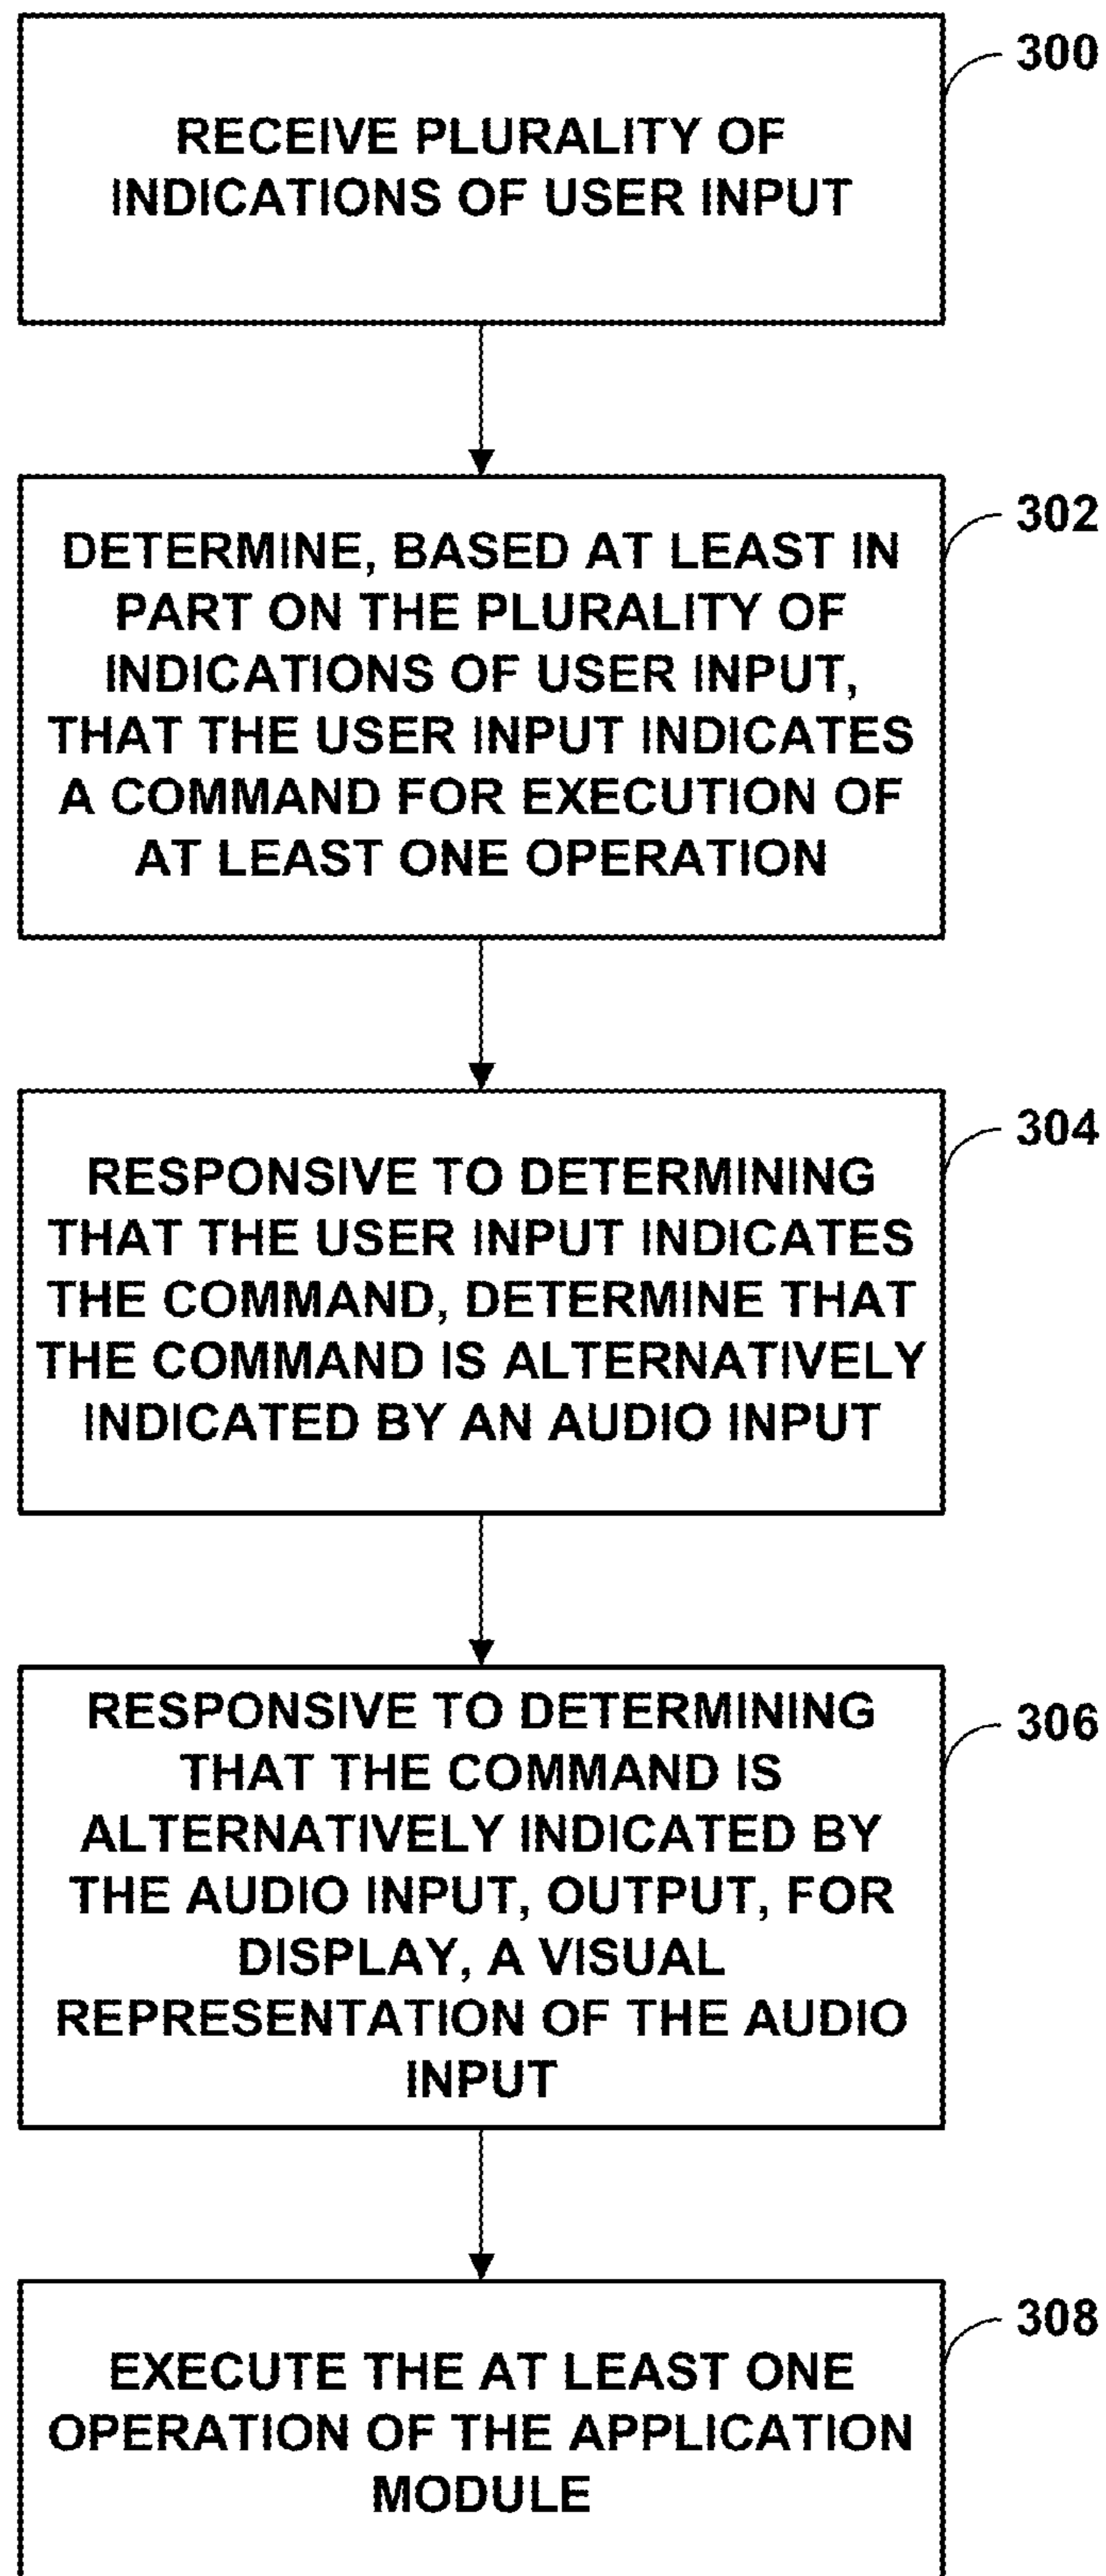 300
RECEIVE PLURALITY OF
INDICATIONS OF USER INPUT
302
DETERMINE, BASED AT LEAST IN
PART ON THE PLURALITY OF
INDICATIONS OF USER INPUT,
THAT THE USER INPUT INDICATES
A COMMAND FOR EXECUTION OF
AT LEAST ONE OPERATION
304
RESPONSIVE TO DETERMINING
THAT THE USER INPUT INDICATES
THE COMMAND, DETERMINE THAT
THE COMMAND IS ALTERNATIVELY
INDICATED BY AN AUDIO INPUT
306
RESPONSIVE TO DETERMINING
THAT THE COMMAND IS
ALTERNATIVELY INDICATED BY
THE AUDIO INPUT, OUTPUT, FOR
DISPLAY, A VISUAL
REPRESENTATION OF THE AUDIO
INPUT
308
EXECUTE THE AT LEAST ONE
OPERATION OF THE APPLICATION
MODULE